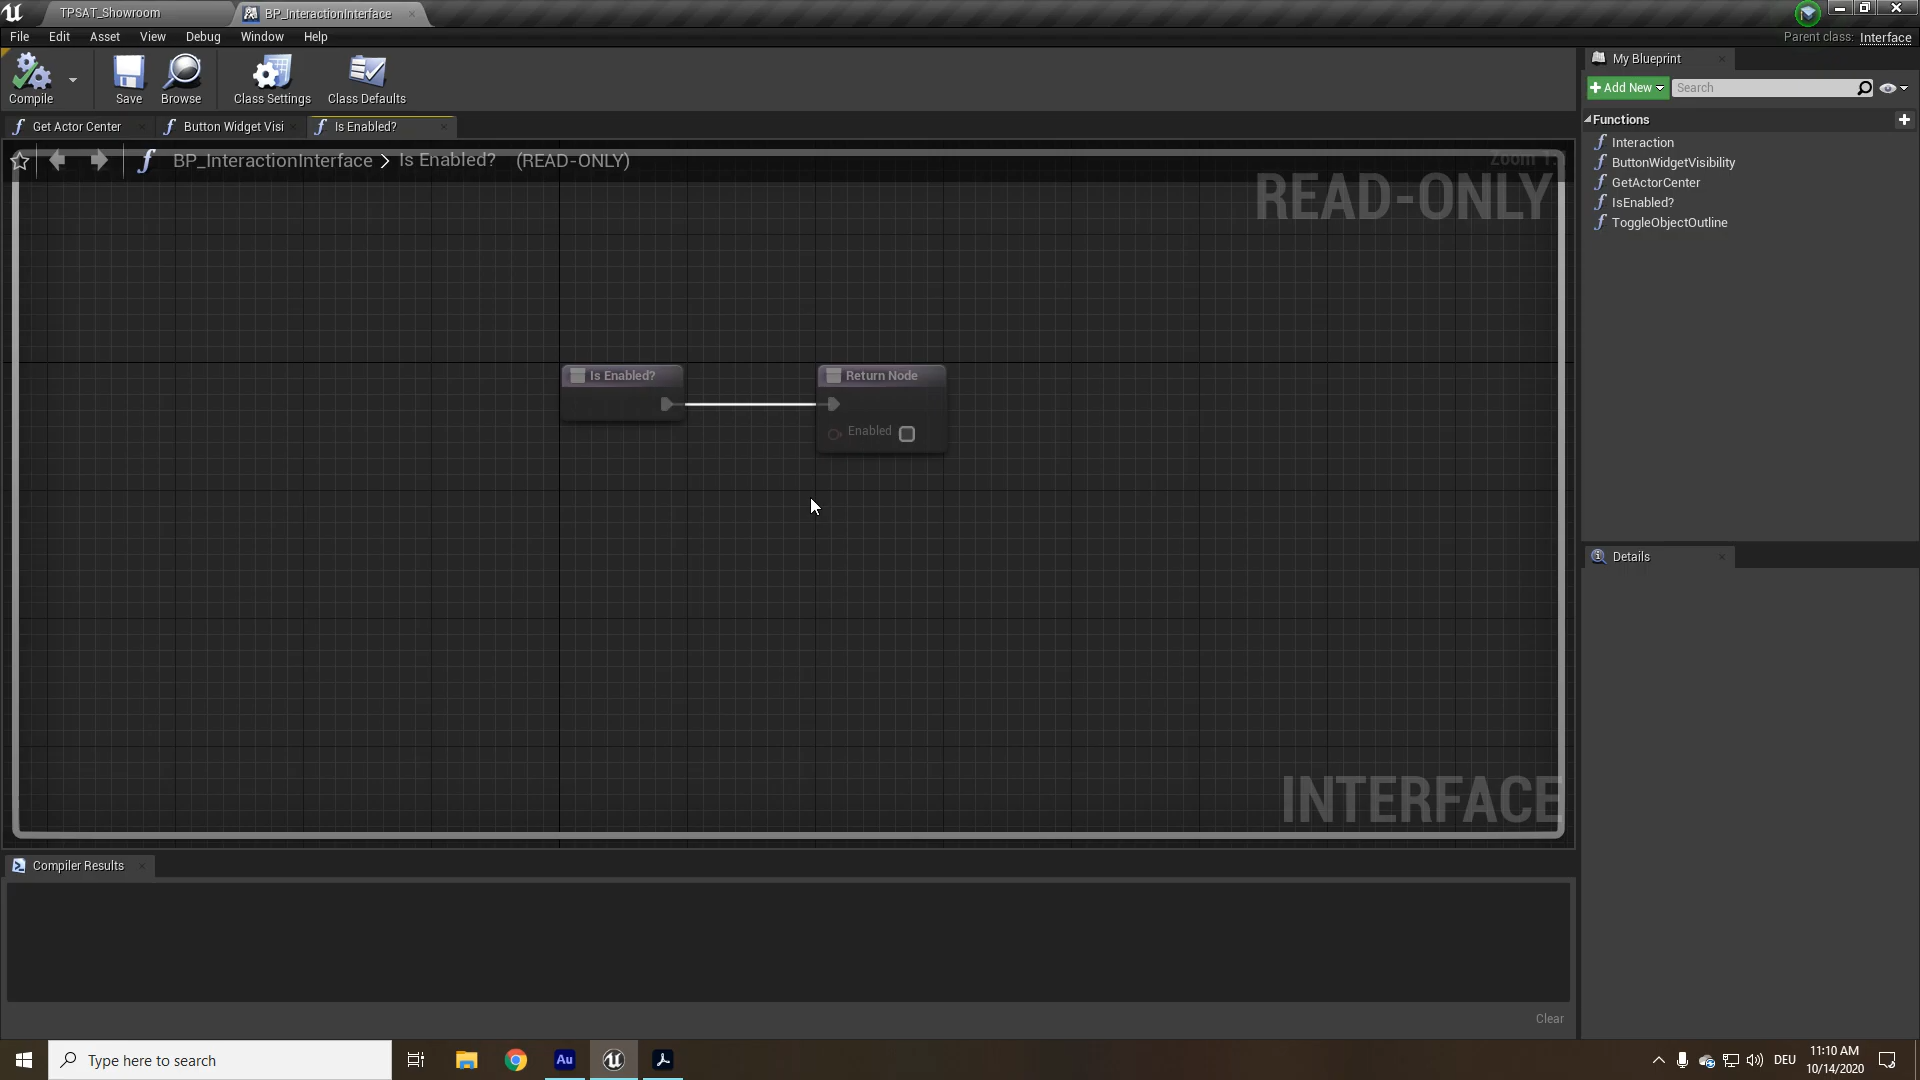 TPSAT_Showroom
BP_InteractionInterface
File Edit Asset View Debug Window Help
Parent class: Interface
Compile
Save
Browse
Class Settings
Class Defaults
My Blueprint
Add New
Search
Get Actor Center
Button Widget Visi
Is Enabled?
Functions
Interaction
ButtonWidgetVisibility
GetActorCenter
IsEnabled?
ToggleObjectOutline
BP_InteractionInterface > Is Enabled? (READ-ONLY)
READ-ONLY
Is Enabled?
Return Node
Enabled
INTERFACE
Details
Compiler Results
Clear
Type here to search
Au
DEU
11:10 AM
10/14/2020